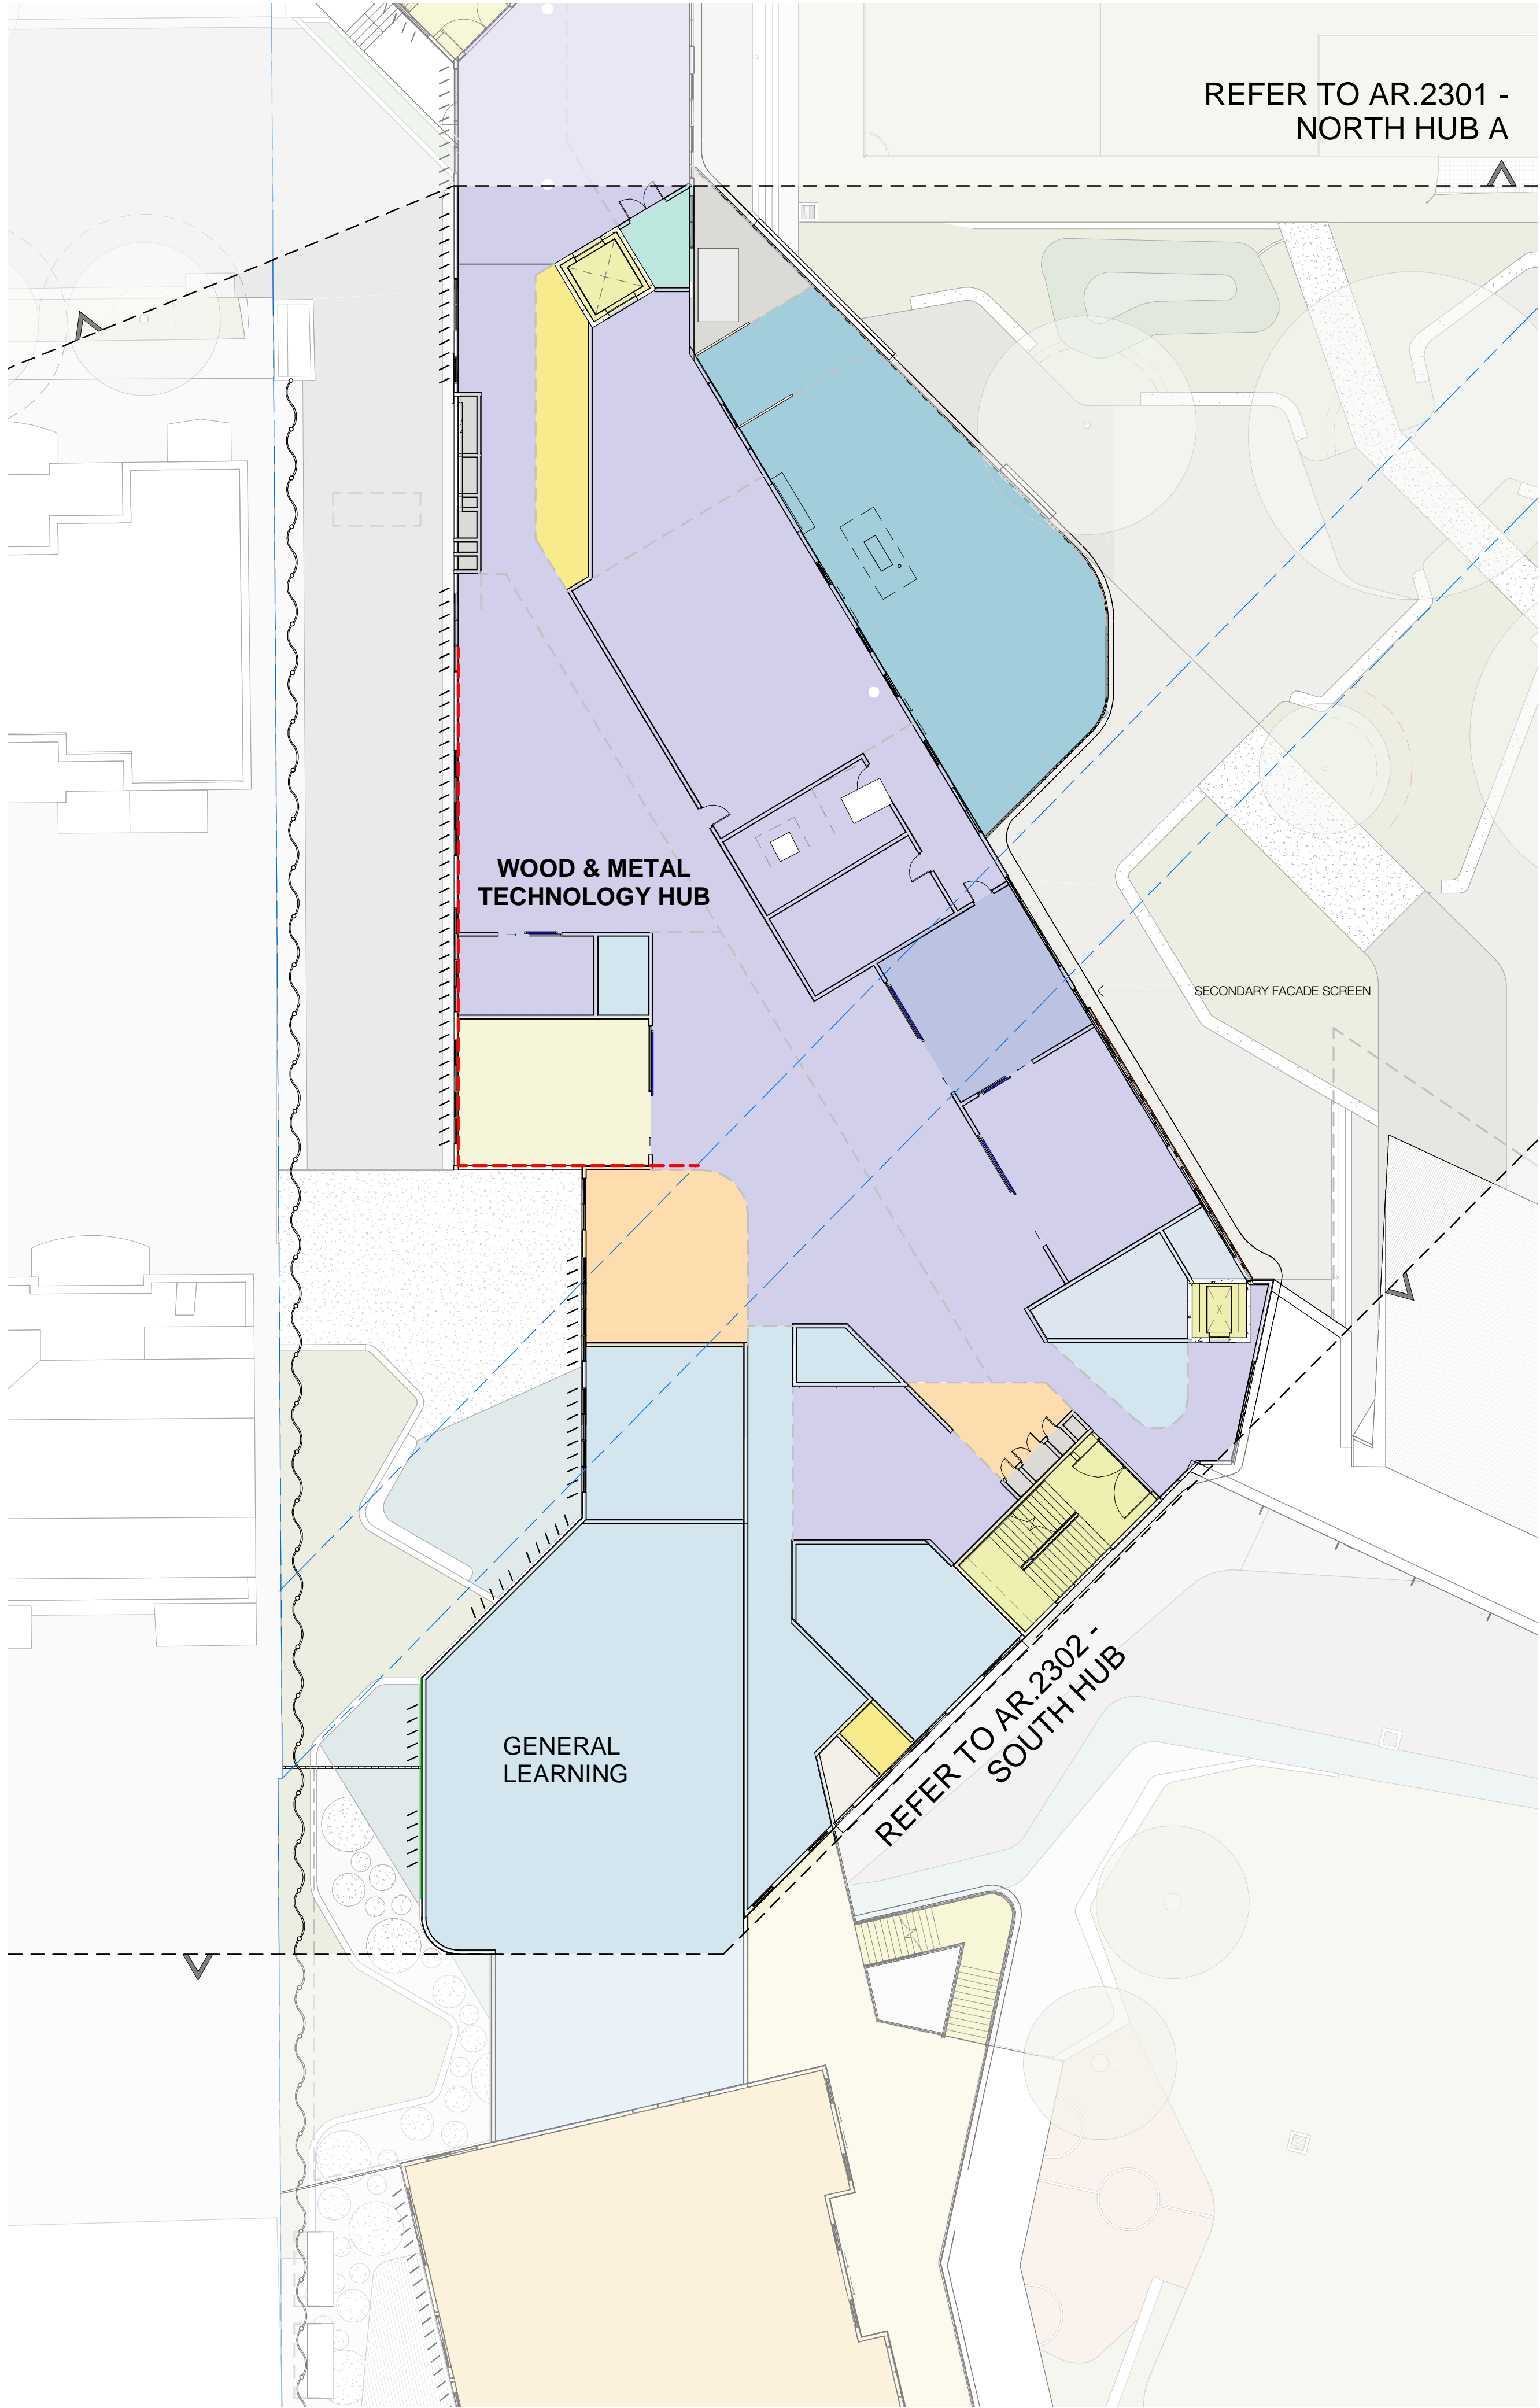 REFER TO AR.2301 -
NORTH HUB A
WOOD & METAL
TECHNOLOGY HUB
SECONDARY FACADE SCREEN
REFER TO AR.2302 -
SOUTH HUB
GENERAL
LEARNING